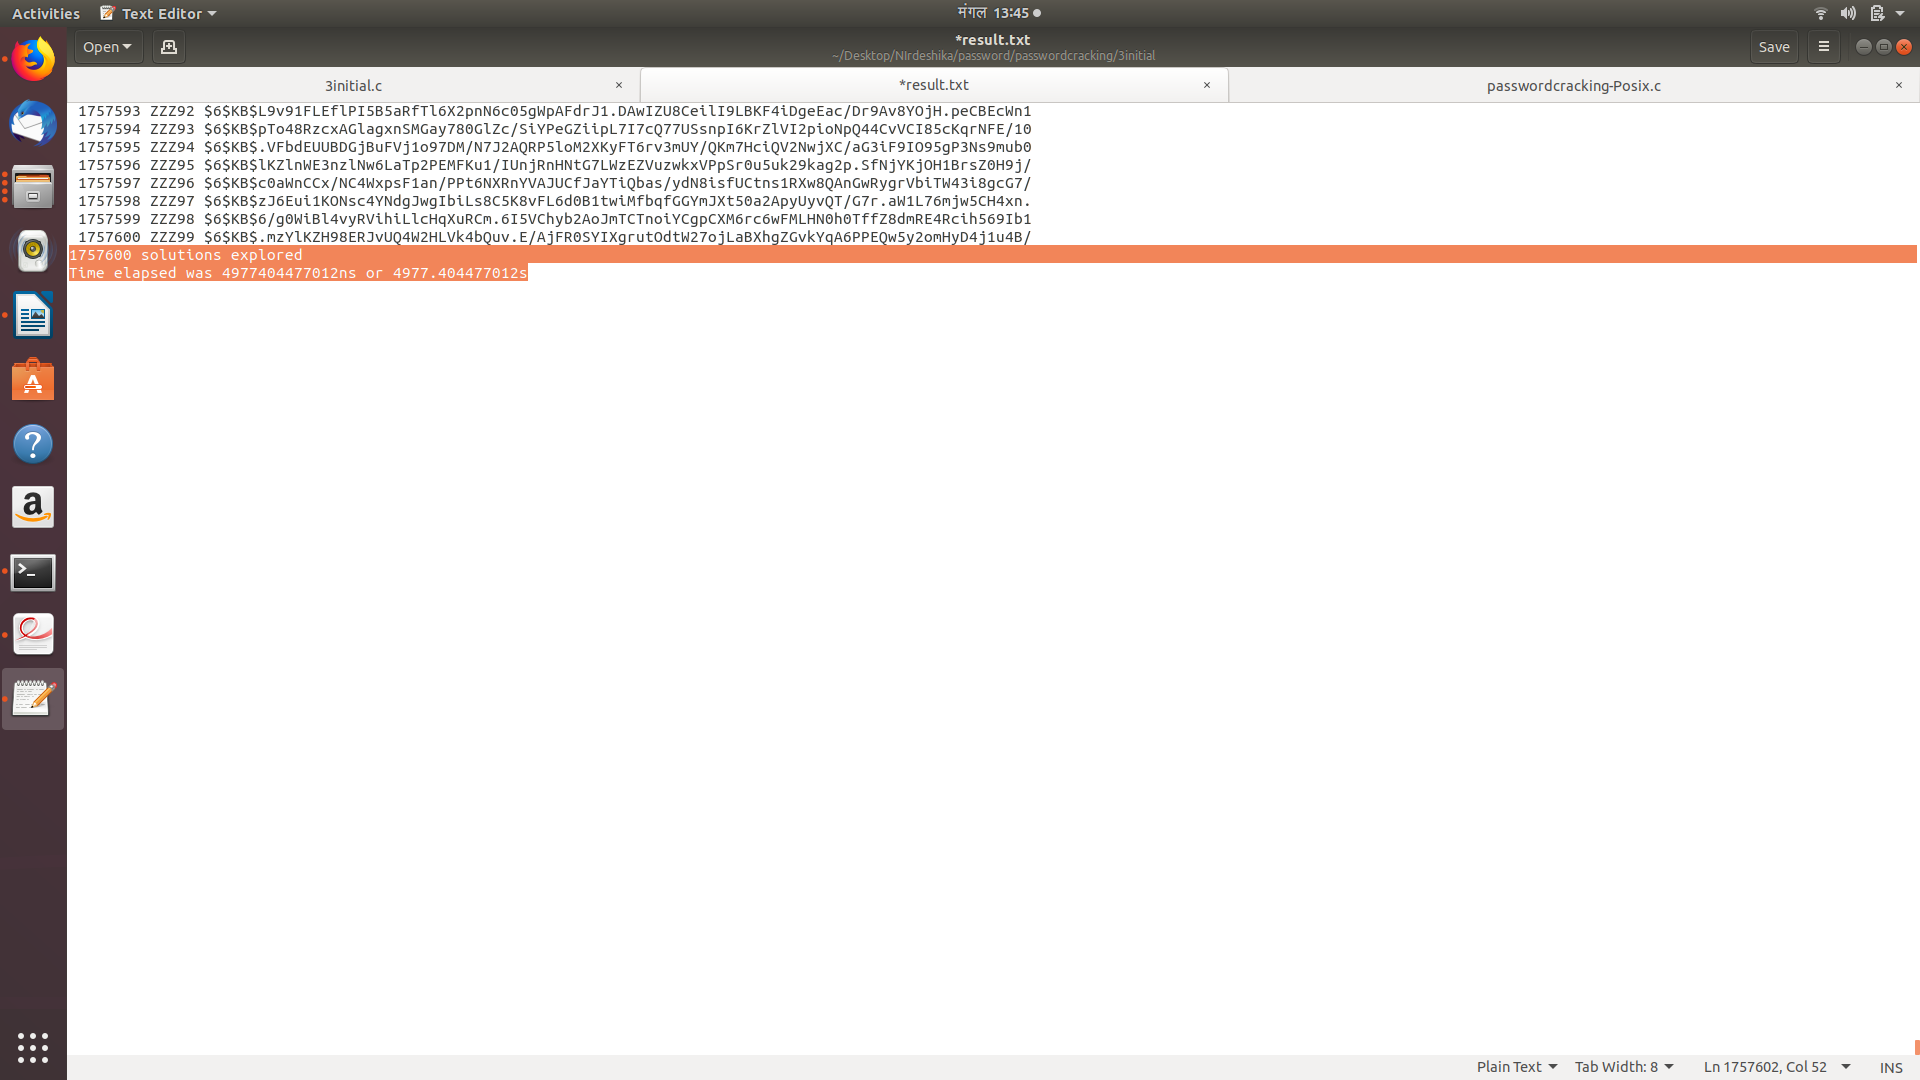 Activities Text Editor मंगल 13:45
Open *result.txt Save
~/Desktop/NIrdeshika/password/passwordcracking/3initial
3initial.c *result.txt passwordcracking-Posix.c
1757593 ZZZ92 $6$KB$L9v91FLEflPI5B5aRfTl6X2pnN6c05gWpAFdrJ1.DAwIZU8CeilI9LBKF4iDgeEac/Dr9Av8YOjH.peCBEcWn1
1757594 ZZZ93 $6$KB$pTo48RzcxAGlagxnSMGay780GlZc/SiYPeGZiipL7I7cQ77USsnpI6KrZlVI2pioNpQ44CvVCI85cKqrNFE/10
1757595 ZZZ94 $6$KB$.VFbdEUUBDGjBuFVj1o97DM/N7J2AQRP5loM2XKyFT6rv3mUY/QKm7HciQV2NwjXC/aG3iF9IO95gP3Ns9mub0
1757596 ZZZ95 $6$KB$lKZlnWE3nzlNw6LaTp2PEMFKu1/IUnjRnHNtG7LWzEZVuzwkxVPpSr0u5uk29kag2p.SfNjYKjOH1BrsZ0H9j/
1757597 ZZZ96 $6$KB$c0aWnCCx/NC4WxpsF1an/PPt6NXRnYVAJUCfJaYTiQbas/ydN8isfUCtns1RXw8QAnGwRygrVbiTW43i8gcG7/
1757598 ZZZ97 $6$KB$zJ6Eui1KONsc4YNdgJwgIbiLs8C5K8vFL6d0B1twiMfbqfGGYmJXt50a2ApyUyvQT/G7r.aW1L76mjw5CH4xn.
1757599 ZZZ98 $6$KB$6/g0WiBl4vyRVihiLlcHqXuRCm.6I5VChyb2AoJmTCTnoiYCgpCXM6rc6wFMLHN0h0TffZ8dmRE4Rcih569Ib1
1757600 ZZZ99 $6$KB$.mzYlKZH98ERJvUQ4W2HLVk4bQuv.E/AjFR0SYIXgrutOdtW27ojLaBXhgZGvkYqA6PPEQw5y2omHyD4j1u4B/
1757600 solutions explored
Time elapsed was 4977404477012ns or 4977.404477012s
Plain Text Tab Width: 8 Ln 1757602, Col 52 INS